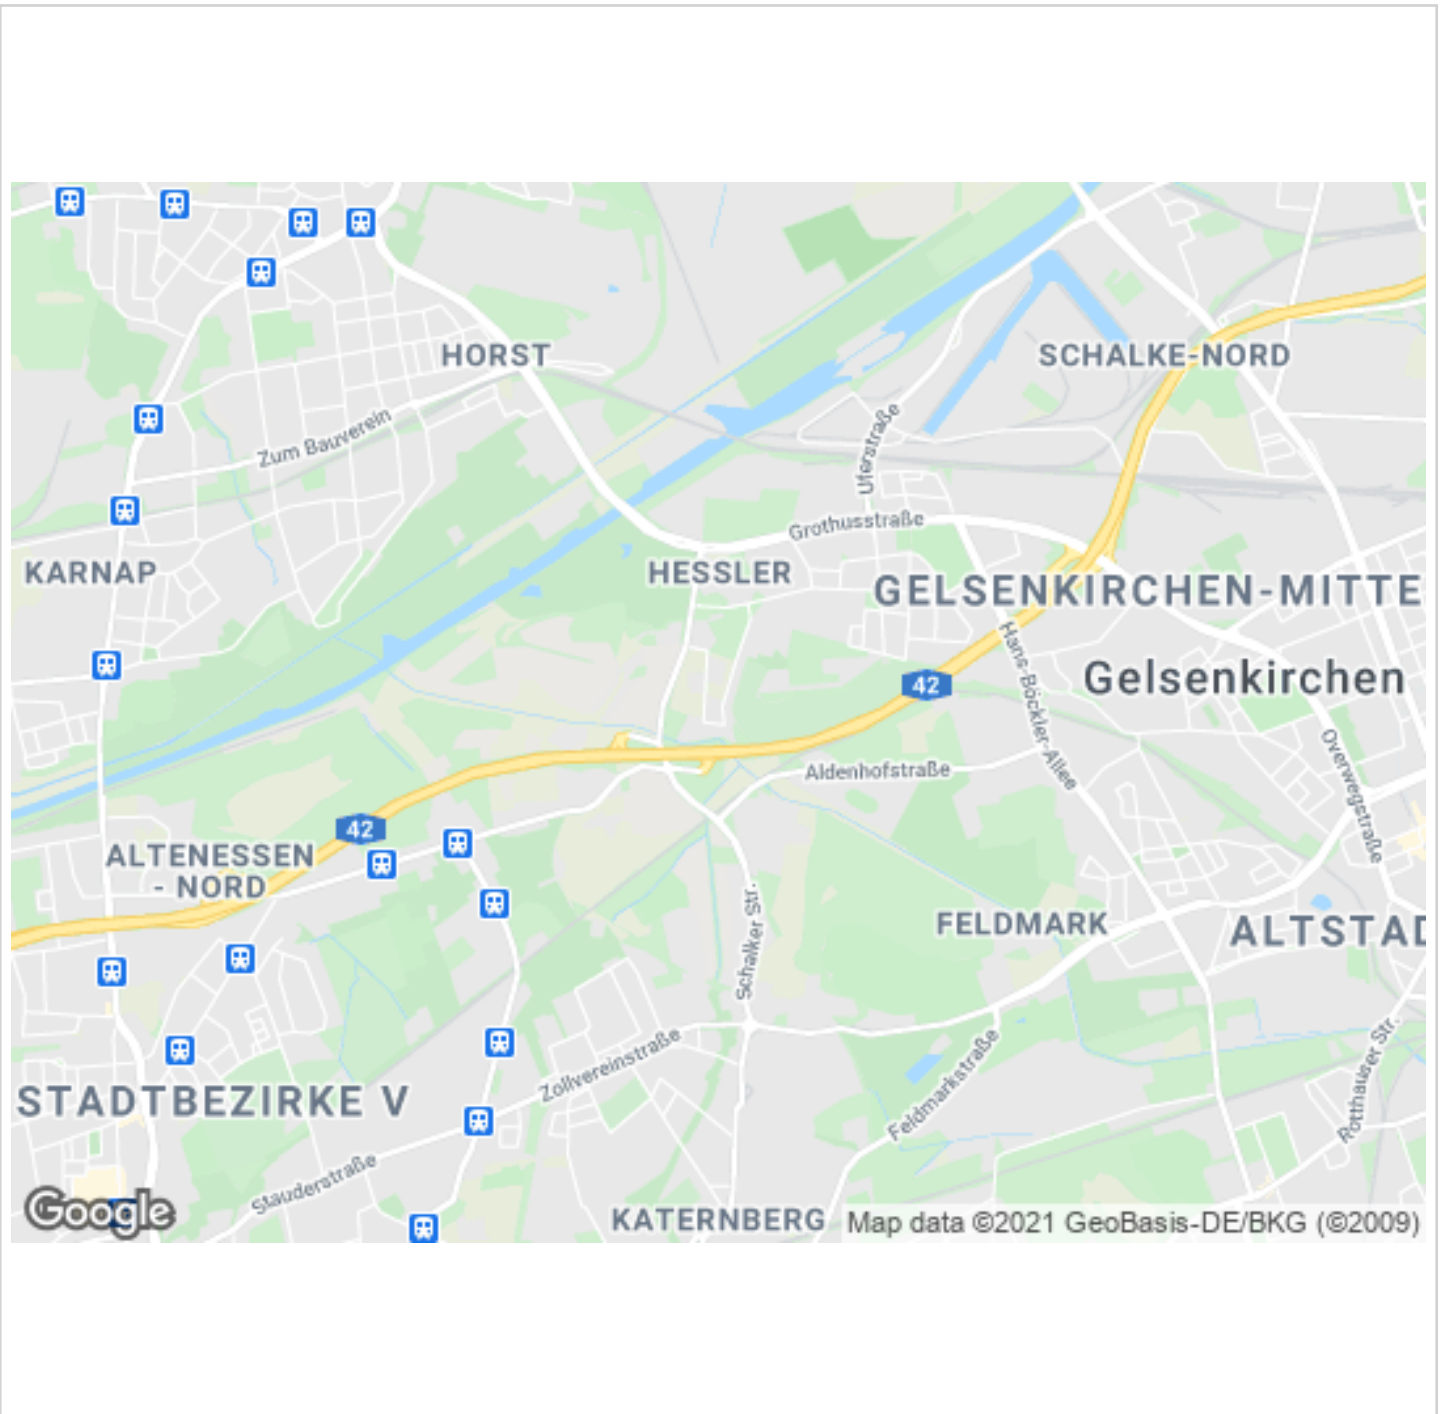 HORST
SCHALKE-NORD
Zum Bauverein
Uferstraße
Grothusstraße
KARNAP
HESSLER
GELSENKIRCHEN-MITTE
Hans-Böckler-Allee
Gelsenkirchen
42
Overwegstraße
Aldenhofstraße
42
ALTENESSEN
- NORD
Schalker Str.
FELDMARK
ALTSTAD
Zollvereinstraße
Feldmarkstraße
Rotthauser Str.
STADTBEZIRKE V
Stauderstraße
Google
KATERNBERG
Map data ©2021 GeoBasis-DE/BKG (©2009)